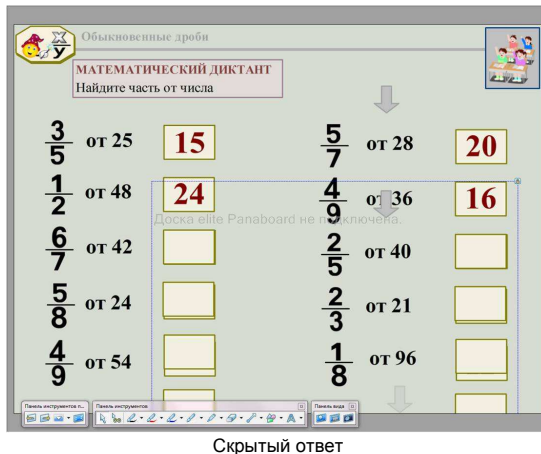 x
y
Обыкновенные дроби
МАТЕМАТИЧЕСКИЙ ДИКТАНТ
Найдите часть от числа
3/5 от 25 15
5/7 от 28 20
1/2 от 48 24
4/9 от 36 16
Доска elite Panaboard не подключена.
6/7 от 42
2/5 от 40
5/8 от 24
2/3 от 21
4/9 от 54
1/8 от 96
Панель инструментов п...
Панель инструментов
Панель вида
Скрытый ответ